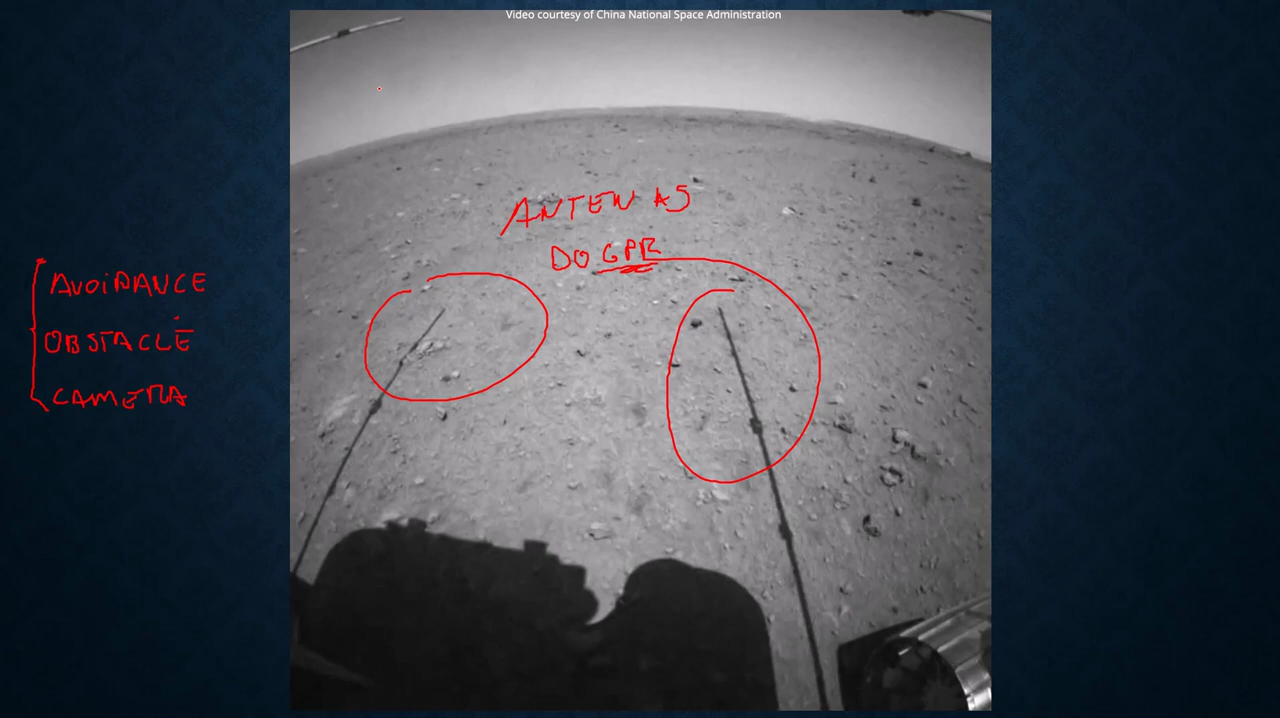 Video courtesy of China National Space Administration
ANTENAS
DO GPR
AVOIDANCE
OBSTACLE
CAMERA